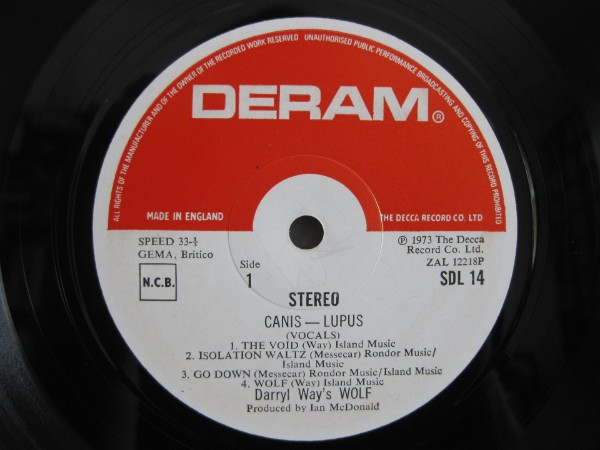 ALL RIGHTS OF THE MANUFACTURER AND OF THE OWNER OF THE RECORDED WORK RESERVED UNAUTHORISED PUBLIC PERFORMANCE BROADCASTING AND COPYING OF THIS RECORD PROHIBITED
DERAM®
MADE IN ENGLAND
THE DECCA RECORD CO. LTD
SPEED 33-⅓
GEMA, Britico
N.C.B.
Side
1
℗ 1973 The Decca
Record Co. Ltd.
ZAL 12218P
SDL 14
STEREO
CANIS — LUPUS
(VOCALS)
1. THE VOID (Way) Island Music
2. ISOLATION WALTZ (Messecar) Rondor Music/
Island Music
3. GO DOWN (Messecar) Rondor Music/Island Music
4. WOLF (Way) Island Music
Darryl Way's WOLF
Produced by Ian McDonald